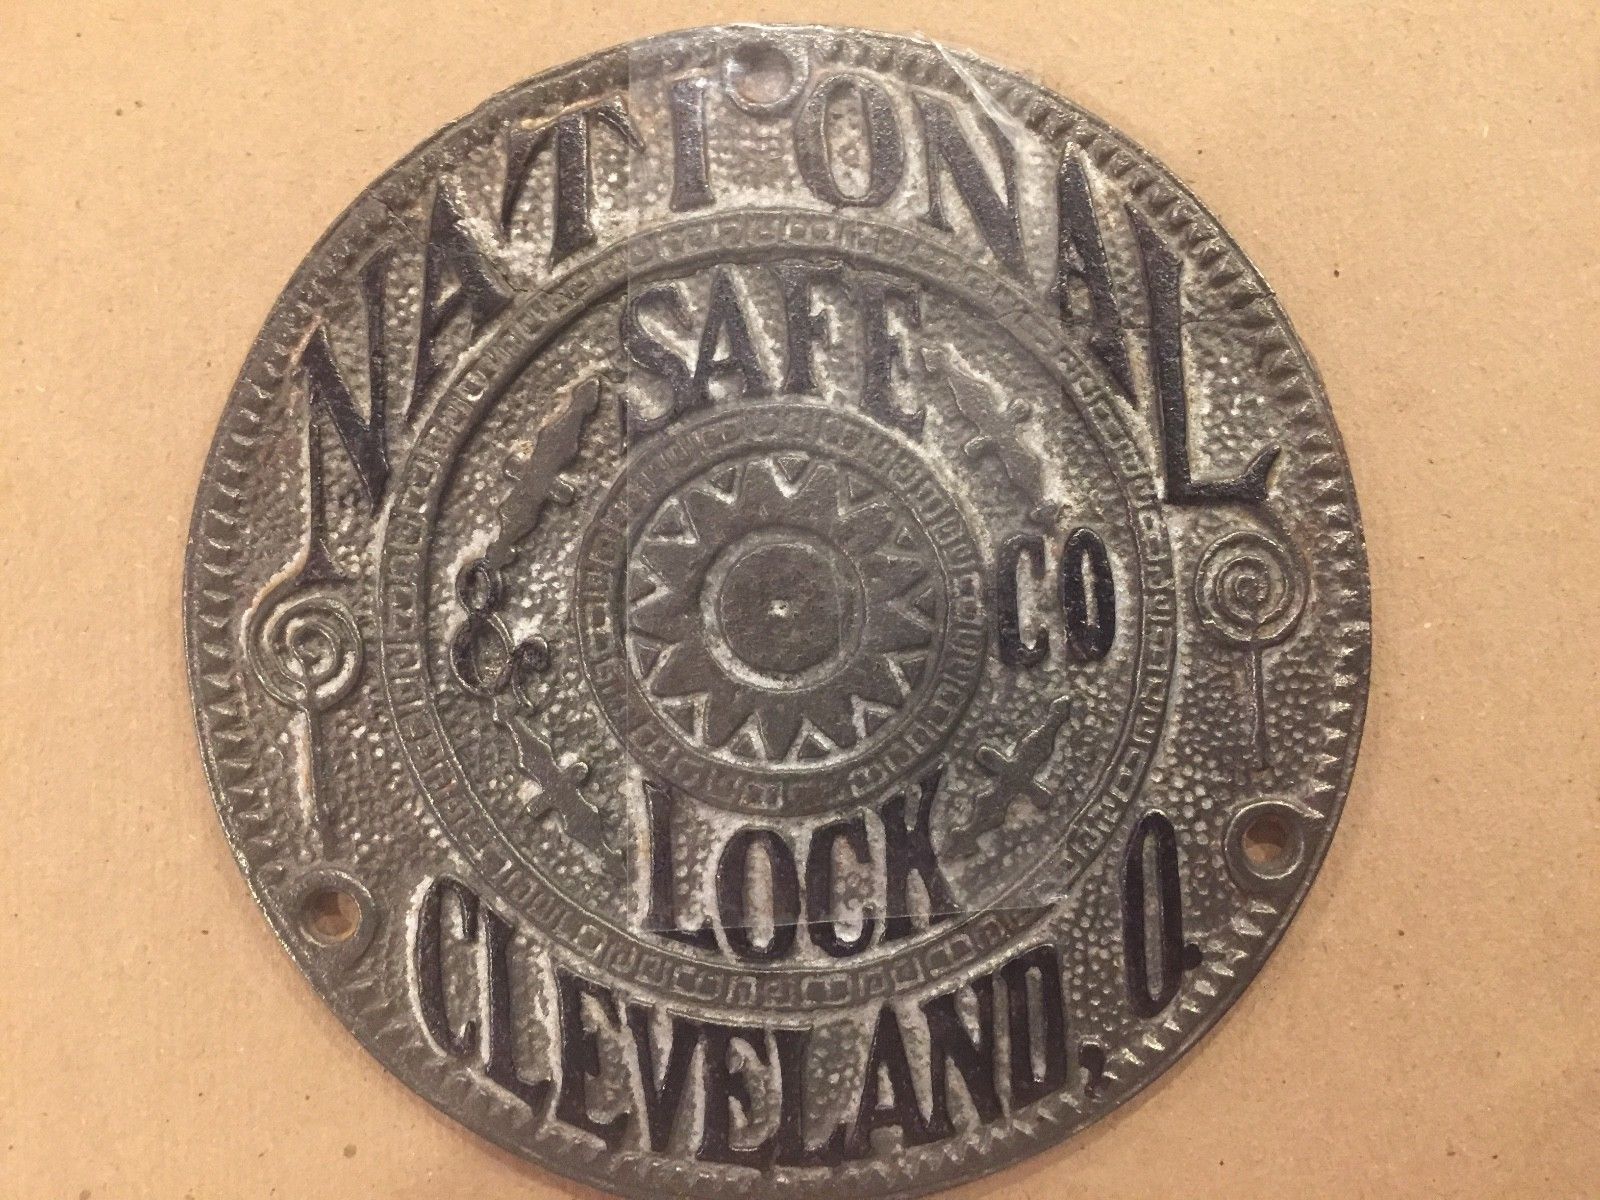 NATIONAL
SAFE
& CO
LOCK
CLEVELAND, O.